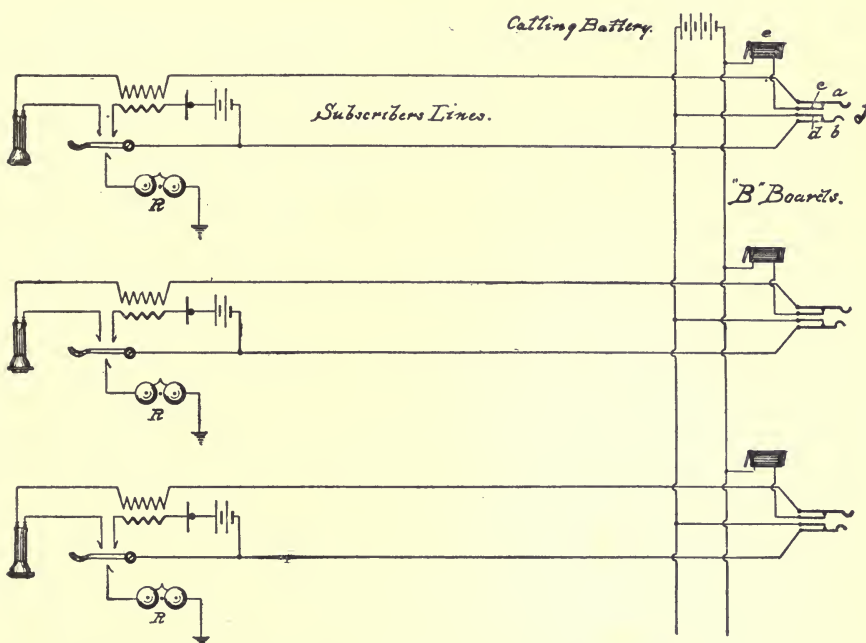 Calling Battery.
e
c a
J
Subscribers Lines.
d b
R
"B" Boards.
R
R